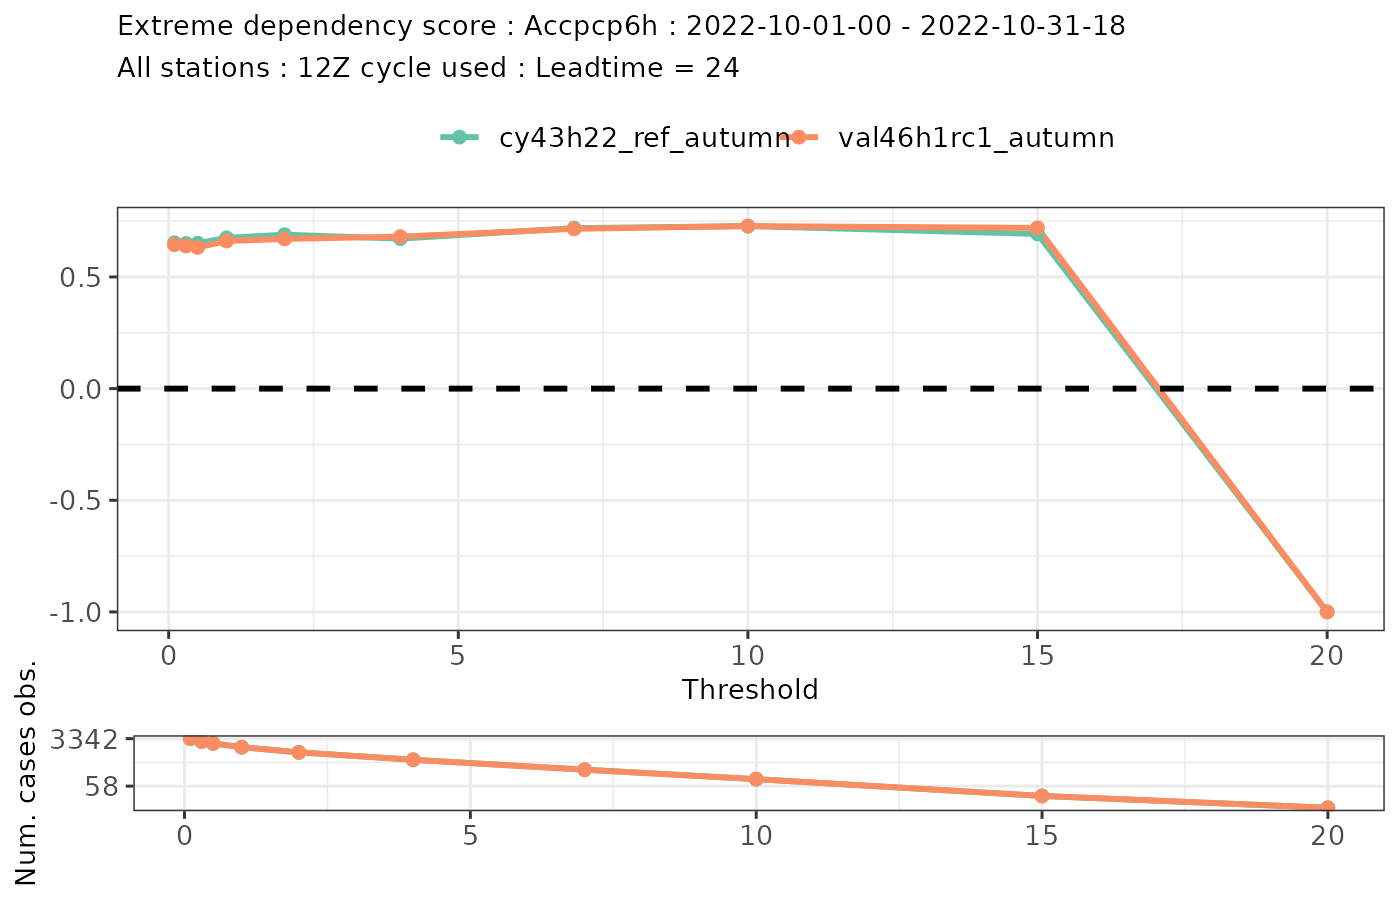 Extreme dependency score : Accpcp6h : 2022-10-01-00 - 2022-10-31-18
All stations : 12Z cycle used : Leadtime = 24
cy43h22_ref_autumn val46h1rc1_autumn
0.5
0.0
-0.5
-1.0
0 5 10 15 20
Threshold
Num. cases obs.
3342
58
0 5 10 15 20